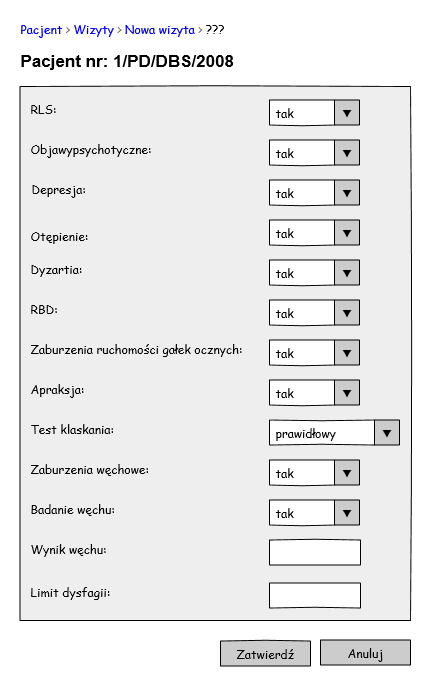 Pacjent > Wizyty > Nowa wizyta > ???
Pacjent nr: 1/PD/DBS/2008
RLS: tak
Objawypsychotyczne: tak
Depresja: tak
Otępienie: tak
Dyzartia: tak
RBD: tak
Zaburzenia ruchomości gałek ocznych: tak
Apraksja: tak
Test klaskania: prawidłowy
Zaburzenia węchowe: tak
Badanie węchu: tak
Wynik węchu:
Limit dysfagii:
Zatwierdź Anuluj